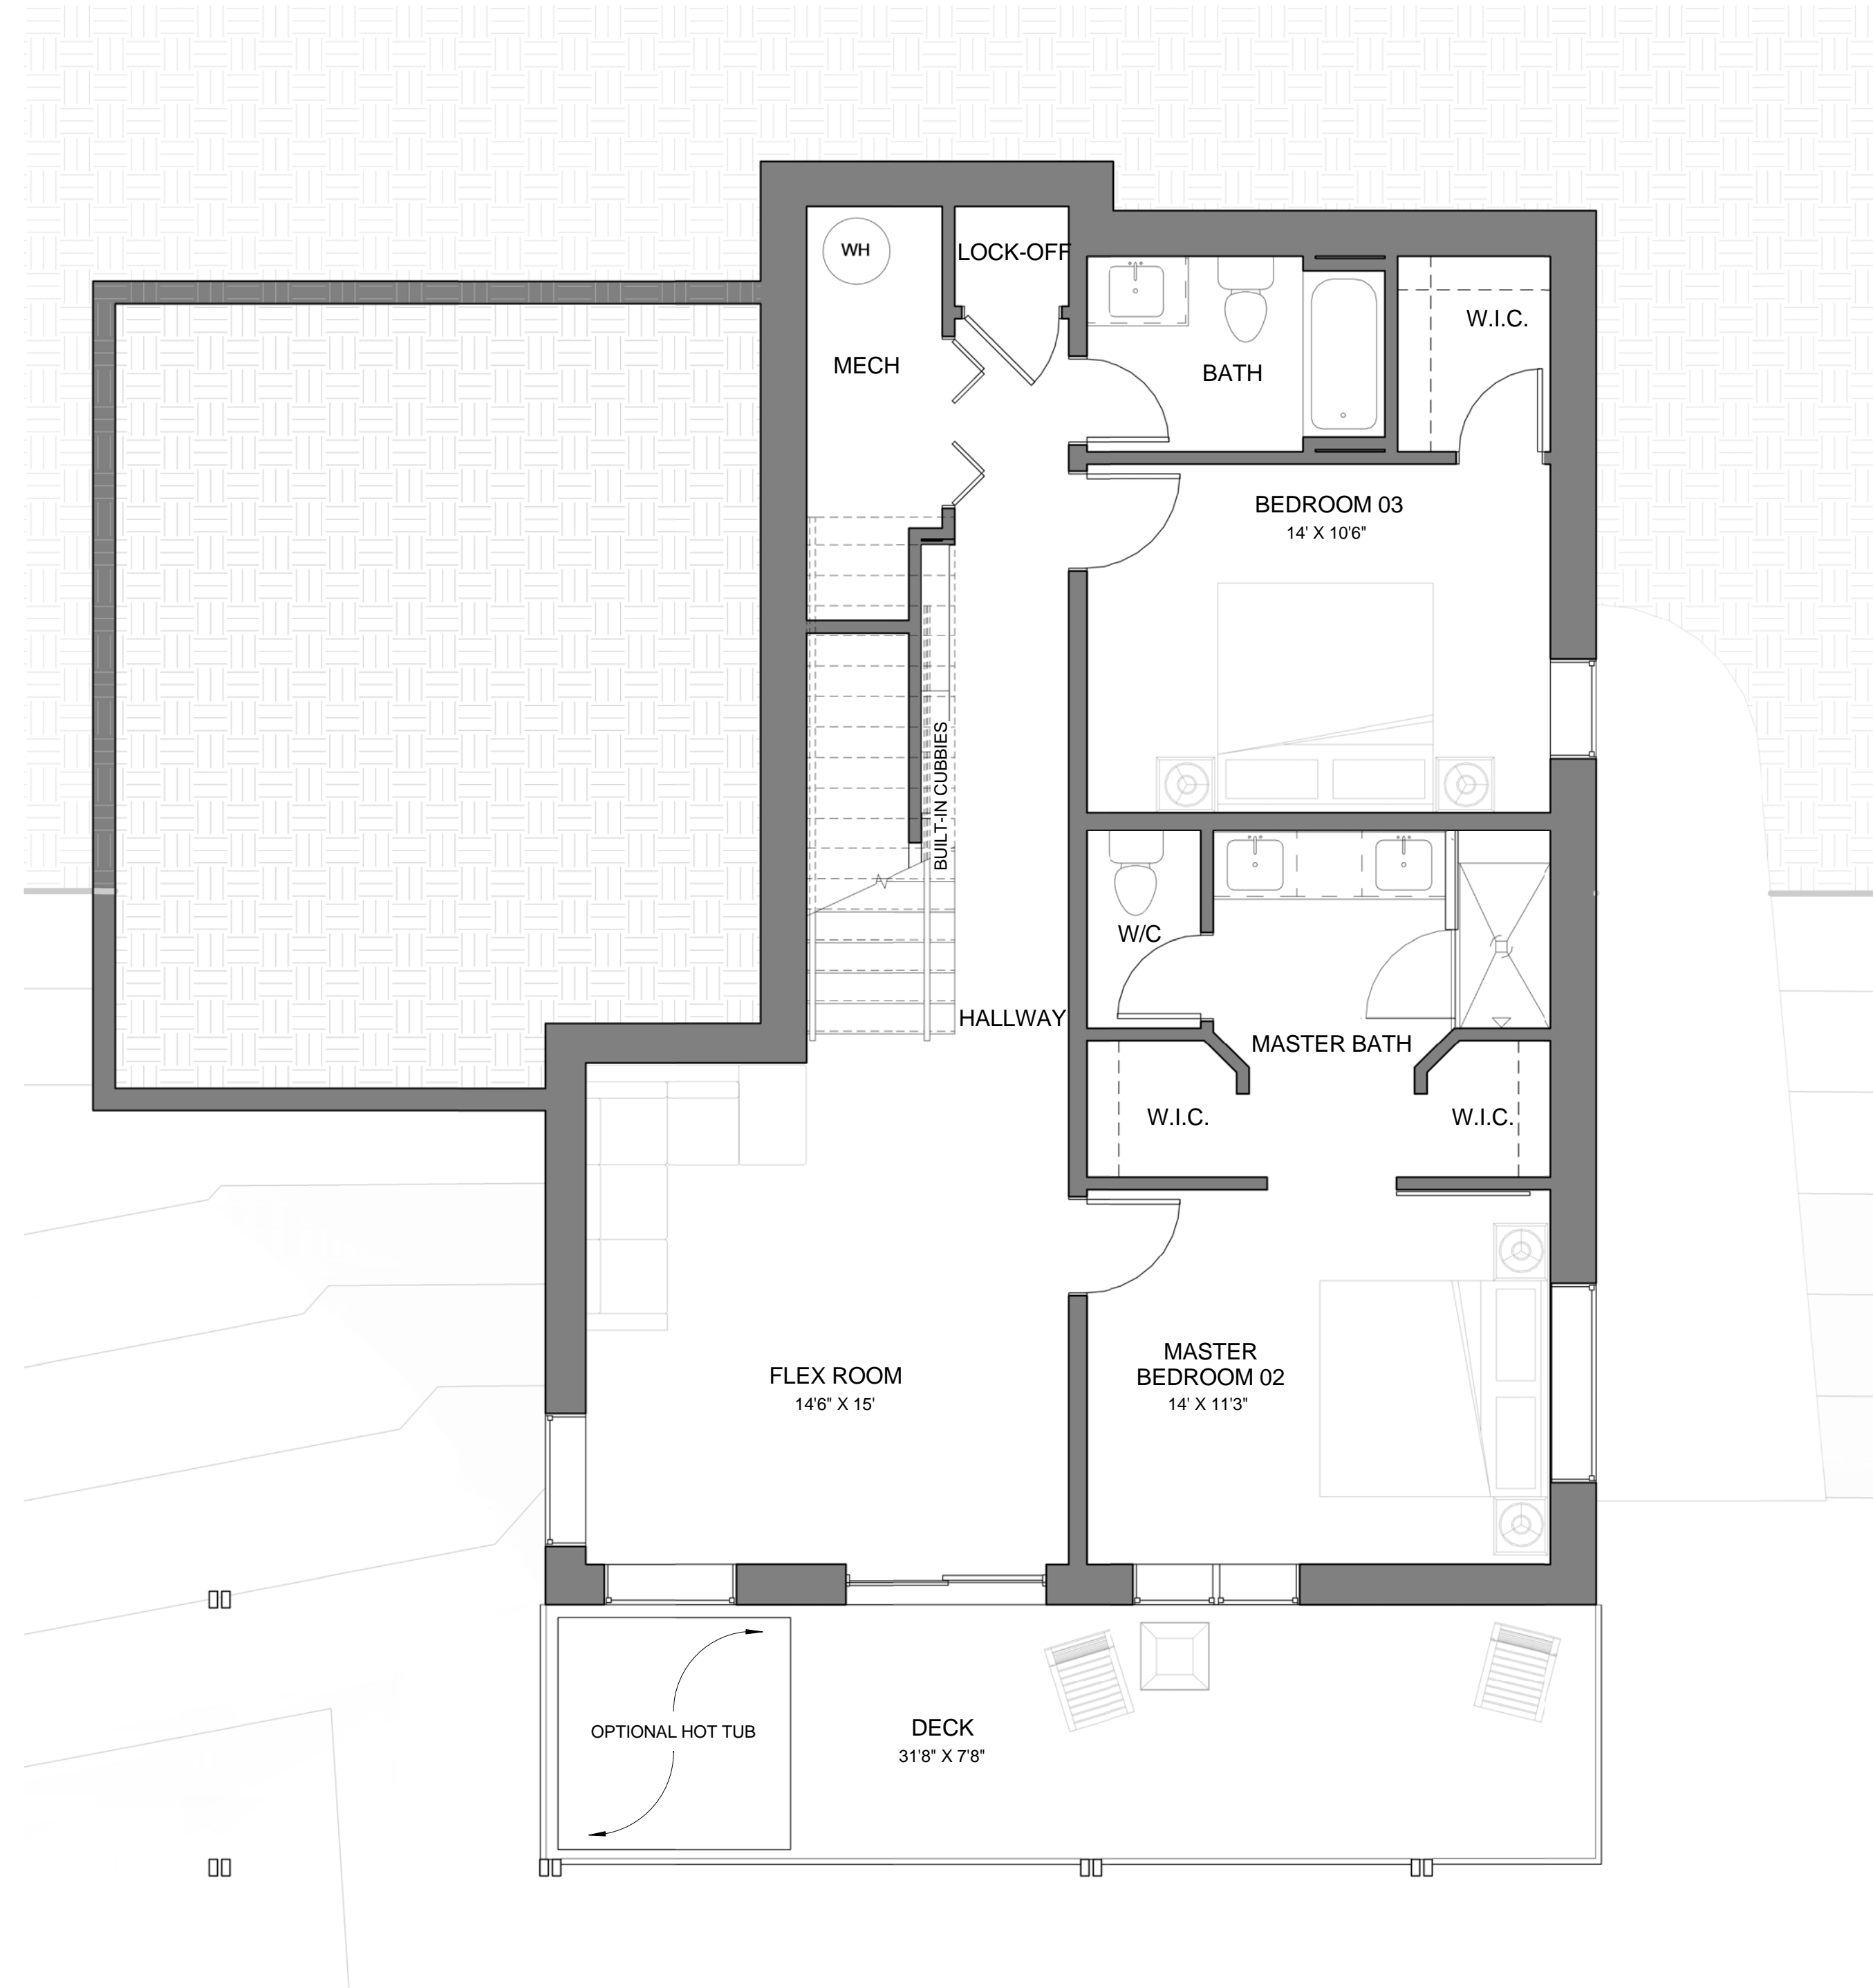 WH
LOCK-OFF
W.I.C.
MECH
BATH
BEDROOM 03
14' X 10'6"
BUILT-IN CUBBIES
W/C
HALLWAY
MASTER BATH
W.I.C.
W.I.C.
MASTER
BEDROOM 02
14' X 11'3"
FLEX ROOM
14'6" X 15'
OPTIONAL HOT TUB
DECK
31'8" X 7'8"